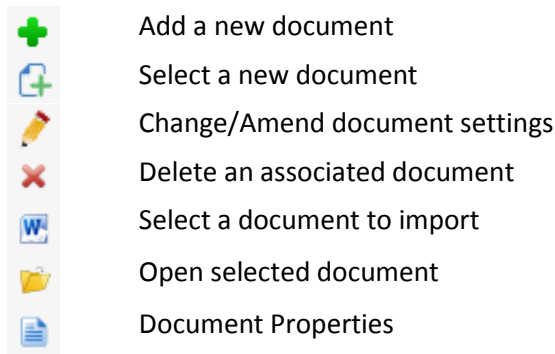 Add a new document
Select a new document
Change/Amend document settings
Delete an associated document
W Select a document to import
Open selected document
Document Properties